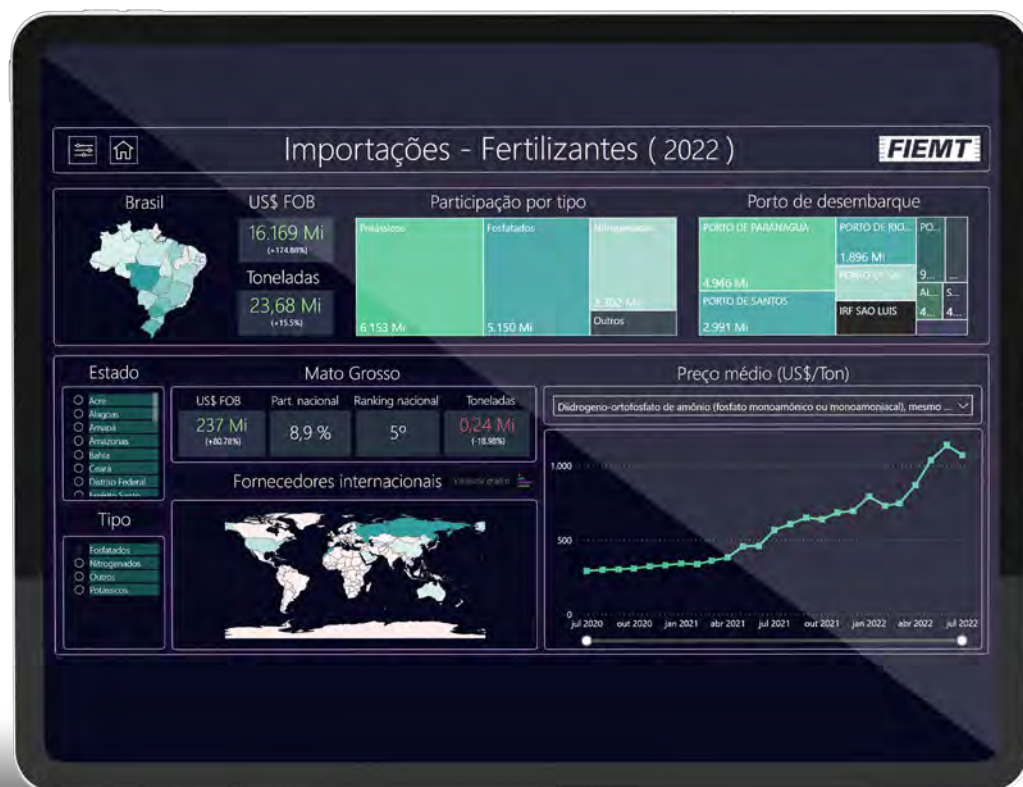 Importações - Fertilizantes ( 2022 )
FIEMT
Brasil
US$ FOB
16.169 Mi
(+174.88%)
Toneladas
23,68 Mi
(+15.5%)
Participação por tipo
Potássicos
6.153 Mi
Fosfatados
5.150 Mi
Nitrogenados
Outros
Porto de desembarque
PORTO DE PARANAGUA
4.946 Mi
PORTO DE SANTOS
2.991 Mi
PORTO DE RIO...
1.896 Mi
IRF SAO LUIS
PO...
9...
...
4...
S...
4...
Estado
Acre
Alagoas
Amapá
Amazonas
Bahia
Ceará
Distrito Federal
Espírito Santo
Tipo
Fosfatados
Nitrogenados
Outros
Potássicos
Mato Grosso
US$ FOB
237 Mi
(+80.78%)
Part. nacional
8,9 %
Ranking nacional
5º
Toneladas
0,24 Mi
(-18.98%)
Fornecedores internacionais
Preço médio (US$/Ton)
Diidrogeno-ortofosfato de amônio (fosfato monoamônico ou monoamoniacal), mesmo ...
1.000
500
0
jul 2020 out 2020 jan 2021 abr 2021 jul 2021 out 2021 jan 2022 abr 2022 jul 2022